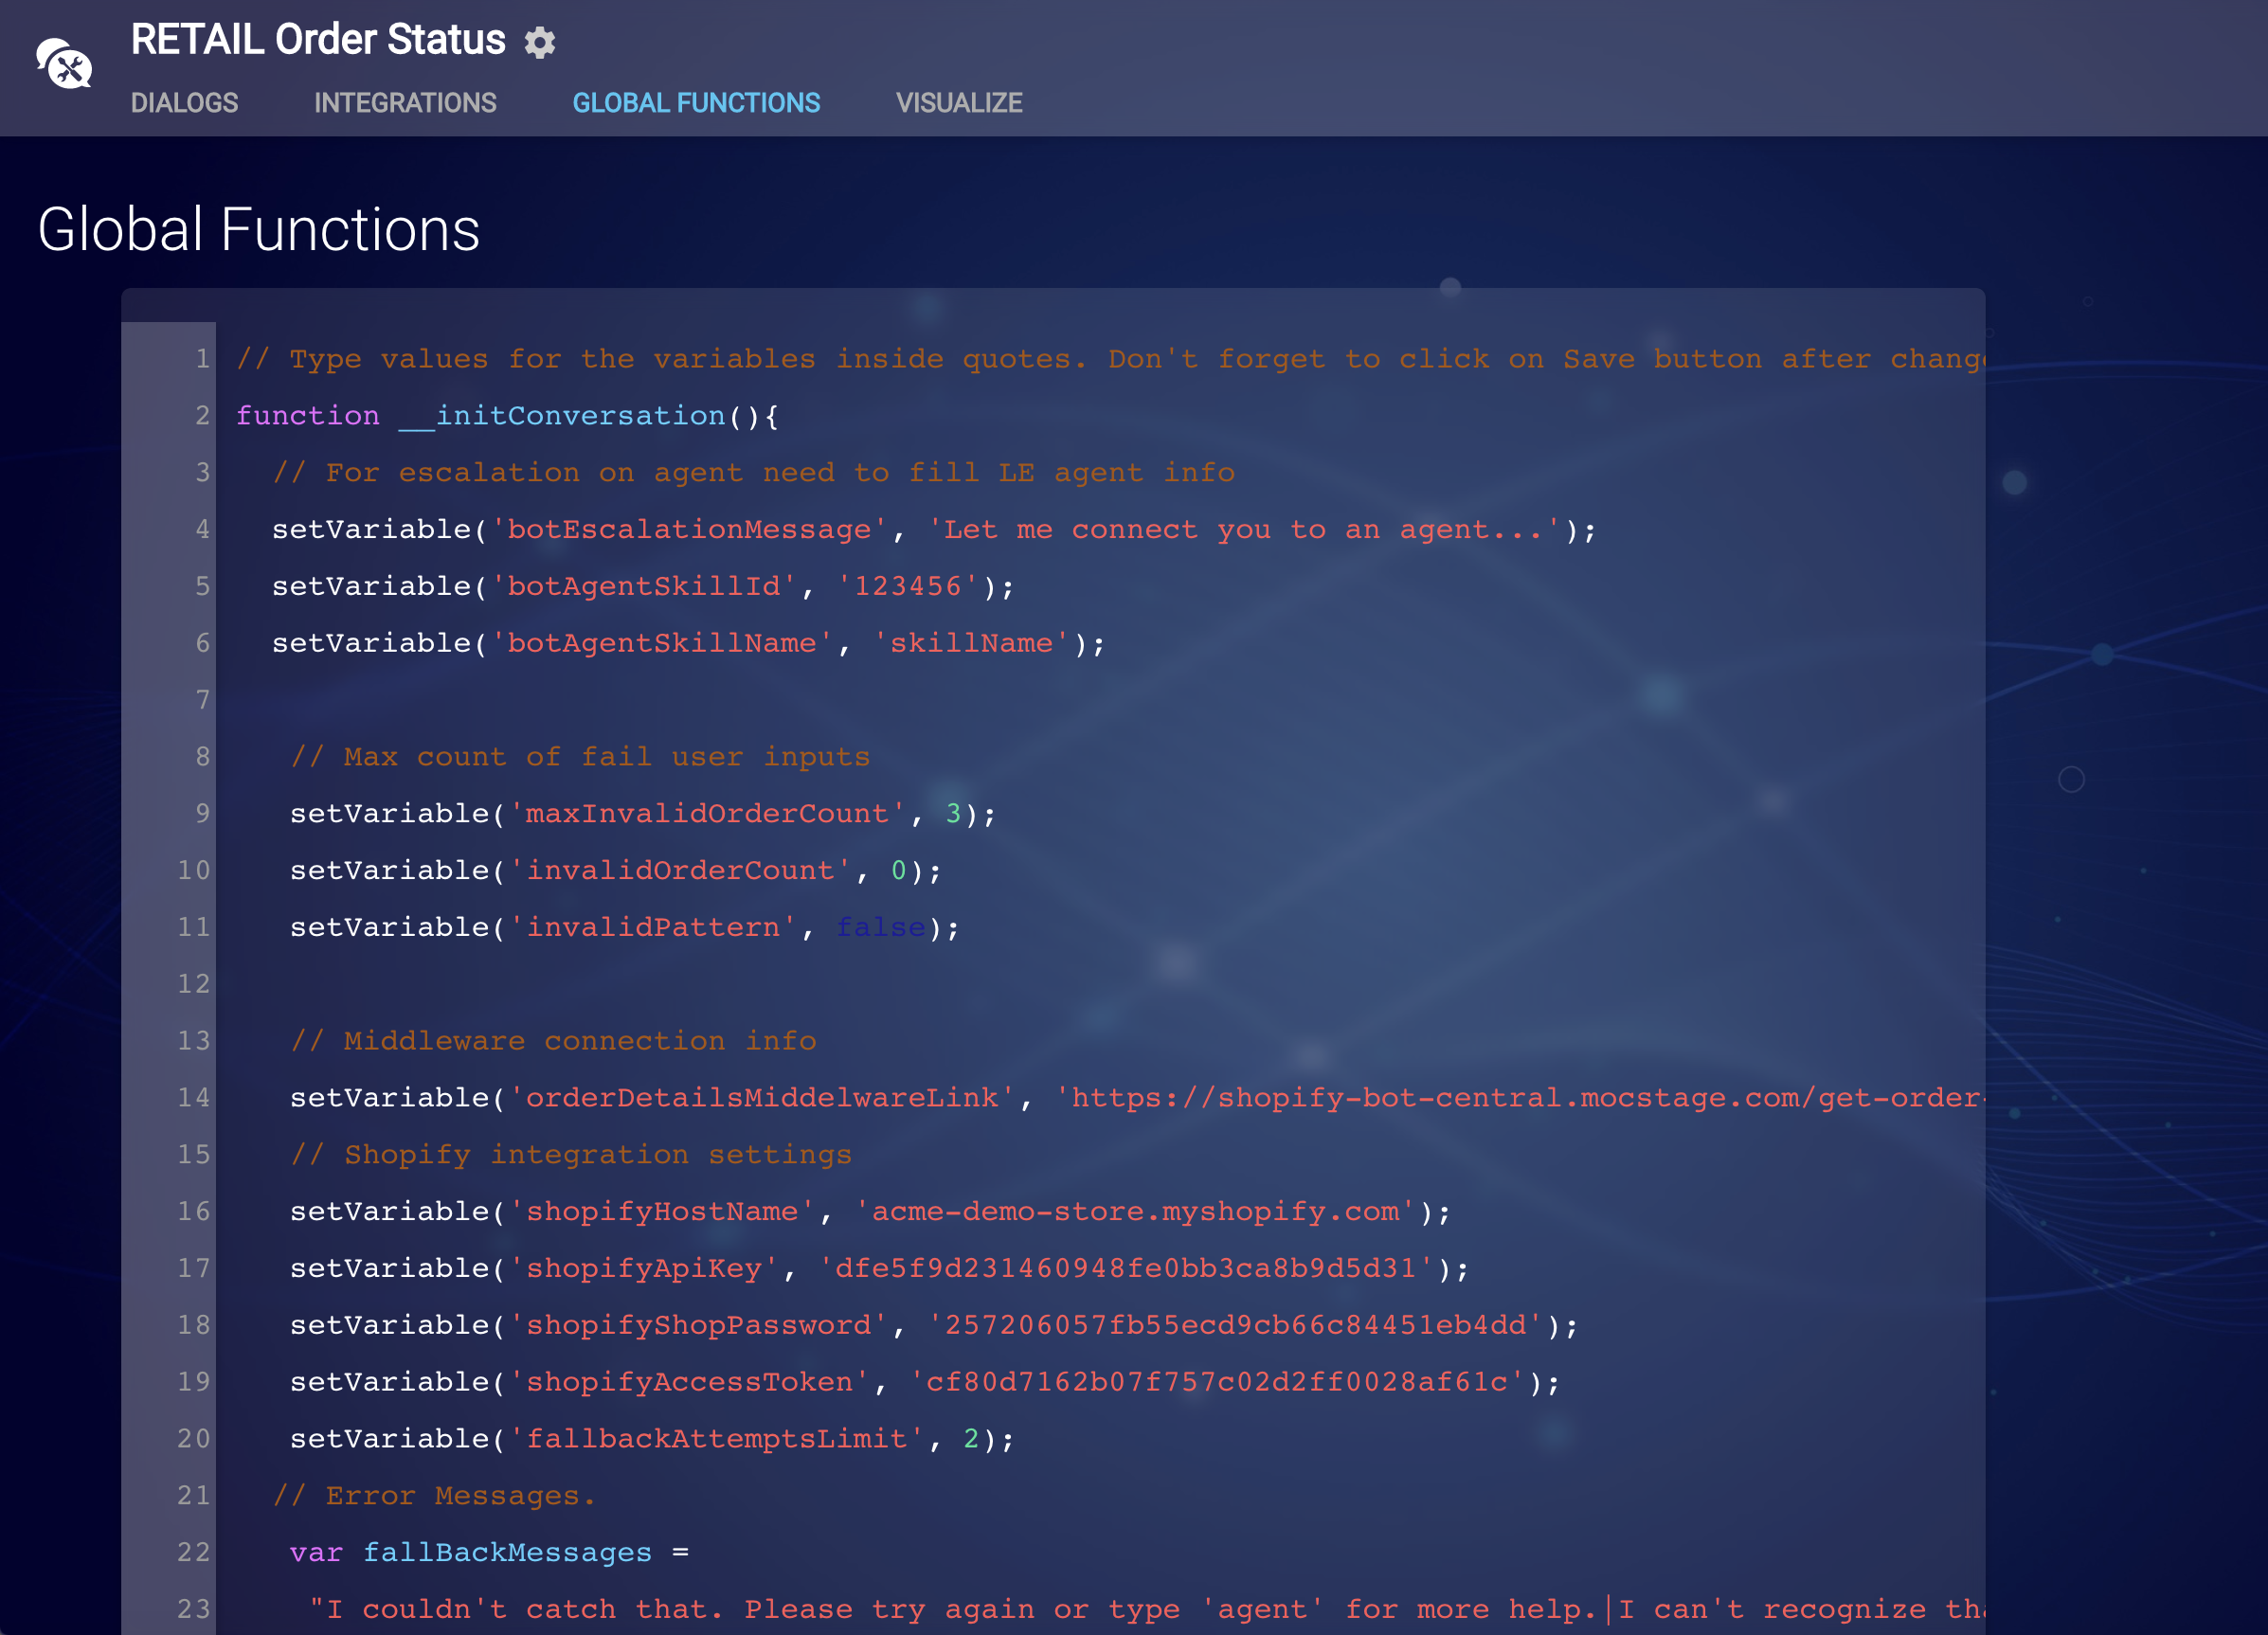 RETAIL Order Status
DIALOGS INTEGRATIONS GLOBAL FUNCTIONS VISUALIZE
Global Functions
1 // Type values for the variables inside quotes. Don't forget to click on Save button after
2 function __initConversation(){
3 // For escalation on agent need to fill LE agent info
4 setVariable('botEscalationMessage', 'Let me connect you to an agent...');
5 setVariable('botAgentSkillId', '123456');
6 setVariable('botAgentSkillName', 'skillName');
7
8 // Max count of fail user inputs
9 setVariable('maxInvalidOrderCount', 3);
10 setVariable('invalidOrderCount', 0);
11 setVariable('invalidPattern', false);
12
13 // Middleware connection info
14 setVariable('orderDetailsMiddelwareLink', 'https://shopify-bot-central.mocstage.com/get-order-
15 // Shopify integration settings
16 setVariable('shopifyHostName', 'acme-demo-store.myshopify.com');
17 setVariable('shopifyApiKey', 'dfe5f9d231460948fe0bb3ca8b9d5d31');
18 setVariable('shopifyShopPassword', '257206057fb55ecd9cb66c84451eb4dd');
19 setVariable('shopifyAccessToken', 'cf80d7162b07f757c02d2ff0028af61c');
20 setVariable('fallbackAttemptsLimit', 2);
21 // Error Messages.
22 var fallBackMessages =
23 "I couldn't catch that. Please try again or type 'agent' for more help.|I can't recognize